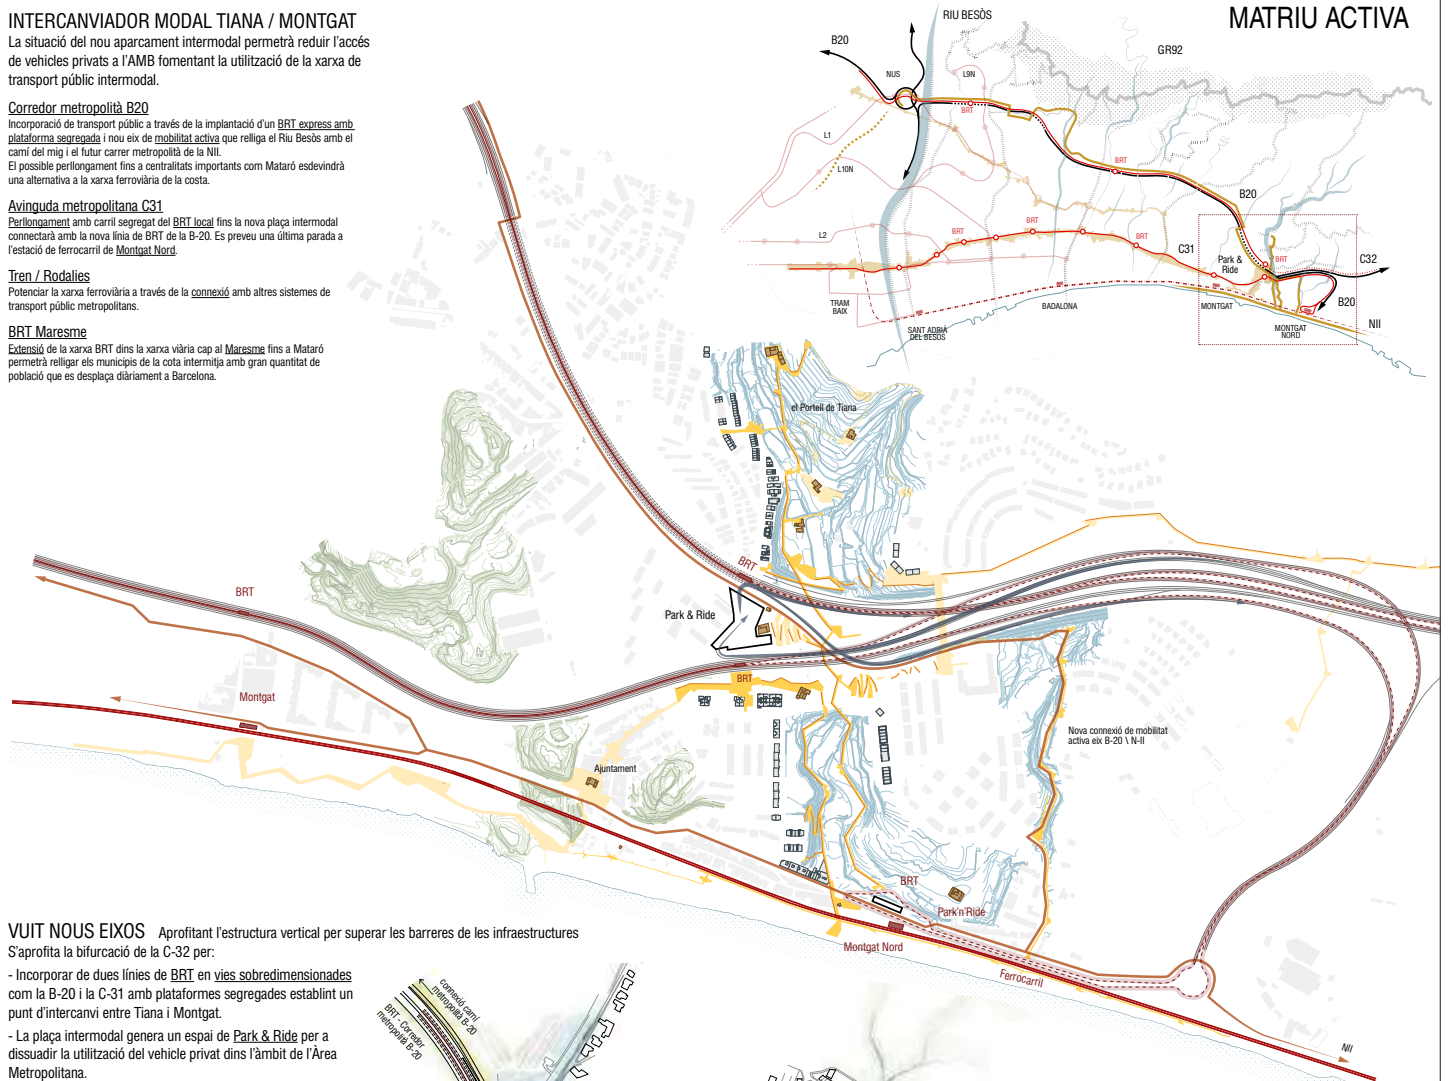 INTERCANVIADOR MODAL TIANA / MONTGAT
La situació del nou aparcament intermodal permetrà reduir l'accés
de vehicles privats a l'AMB fomentant la utilització de la xarxa de
transport públic intermodal.
Corredor metropolità B20
Incorporació de transport públic a través de la implantació d'un BRT express amb
plataforma segregada i nou eix de mobilitat activa que relliga el Riu Besòs amb el
camí del mig i el futur carrer metropolità de la NII.
El possible perllongament fins a centralitats importants com Mataró esdevindrà
una alternativa a la xarxa ferroviària de la costa.
Avinguda metropolitana C31
Perllongament amb carril segregat del BRT local fins la nova plaça intermodal
connectarà amb la nova línia de BRT de la B-20. Es preveu una última parada a
l'estació de ferrocarril de Montgat Nord.
Tren / Rodalies
Potenciar la xarxa ferroviària a través de la connexió amb altres sistemes de
transport públic metropolitans.
BRT Maresme
Extensió de la xarxa BRT dins la xarxa viària cap al Maresme fins a Mataró
permetrà relligar els municipis de la cota intermitja amb gran quantitat de
població que es desplaça diàriament a Barcelona.
MATRIU ACTIVA
RIU BESÒS
B20
GR92
NUS
L9N
BRT
L1
L10N
BRT
B20
L2
BRT
BRT
BRT
C31
Park &
Ride
BRT
C32
B20
TRAM
BAIX
SANT ADRIÀ
DEL BESÒS
BADALONA
MONTGAT
MONTGAT
NORD
NII
el Portell de Tiana
BRT
BRT
Park & Ride
BRT
Montgat
Nova connexió de mobilitat
activa eix B-20 \ N-II
Ajuntament
BRT
Park'n'Ride
Montgat Nord
Ferrocarril
NII
VUIT NOUS EIXOS Aprofitant l'estructura vertical per superar les barreres de les infraestructures
S'aprofita la bifurcació de la C-32 per:
- Incorporar de dues línies de BRT en vies sobredimensionades
com la B-20 i la C-31 amb plataformes segregades establint un
punt d'intercanvi entre Tiana i Montgat.
- La plaça intermodal genera un espai de Park & Ride per a
dissuadir la utilització del vehicle privat dins l'àmbit de l'Àrea
Metropolitana.
connexió camí
metropolità B-20
BRT - Corredor
metropolità B-20